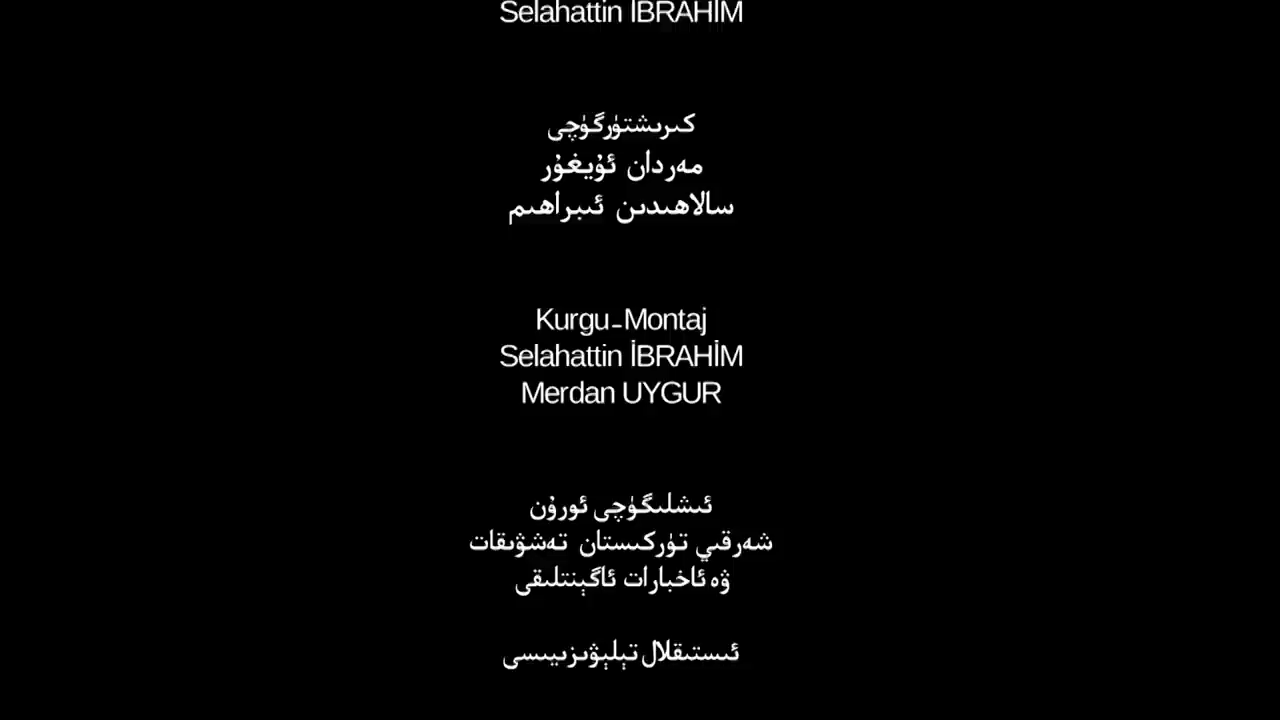 Selahattin İBRAHİM
كىرىشتۈرگۈچى
مەردان ئۇيغۇر
سالاھىدىن ئىبراھىم
Kurgu-Montaj
Selahattin İBRAHİM
Merdan UYGUR
ئىشلىگۈچى ئورۇن
شەرقىي تۈركىستان تەشۋىقات
ۋە ئاخبارات ئاگېنتلىقى
ئىستىقلال تېلېۋىزىيىسى